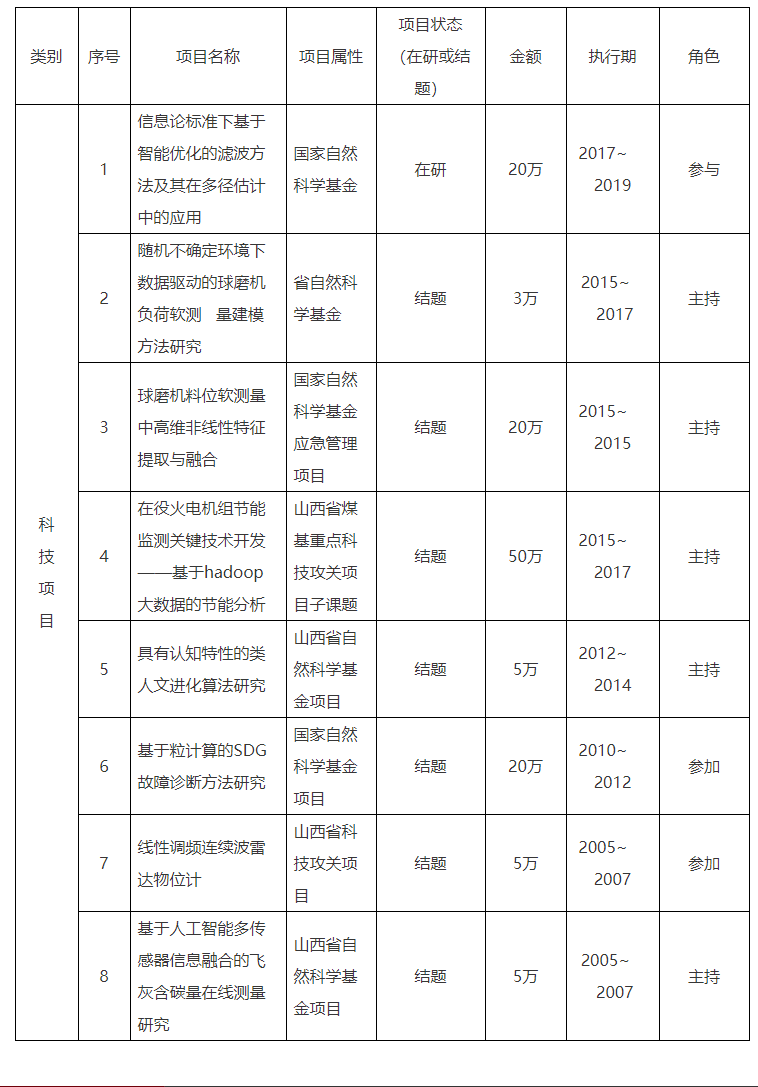 类别
序号
项目名称
项目属性
项目状态
（在研或结
题）
金额
执行期
角色
科
技
项
目
1
信息论标准下基于
智能优化的滤波方
法及其在多径估计
中的应用
国家自然
科学基金
在研
20万
2017~
2019
参与
2
随机不确定环境下
数据驱动的球磨机
负荷软测 量建模
方法研究
省自然科
学基金
结题
3万
2015~
2017
主持
3
球磨机料位软测量
中高维非线性特征
提取与融合
国家自然
科学基金
应急管理
项目
结题
20万
2015~
2015
主持
4
在役火电机组节能
监测关键技术开发
——基于hadoop
大数据的节能分析
山西省煤
基重点科
技攻关项
目子课题
结题
50万
2015~
2017
主持
5
具有认知特性的类
人文进化算法研究
山西省自
然科学基
金项目
结题
5万
2012~
2014
主持
6
基于粒计算的SDG
故障诊断方法研究
国家自然
科学基金
项目
结题
20万
2010~
2012
参加
7
线性调频连续波雷
达物位计
山西省科
技攻关项
目
结题
5万
2005~
2007
参加
8
基于人工智能多传
感器信息融合的飞
灰含碳量在线测量
研究
山西省自
然科学基
金项目
结题
5万
2005~
2007
主持